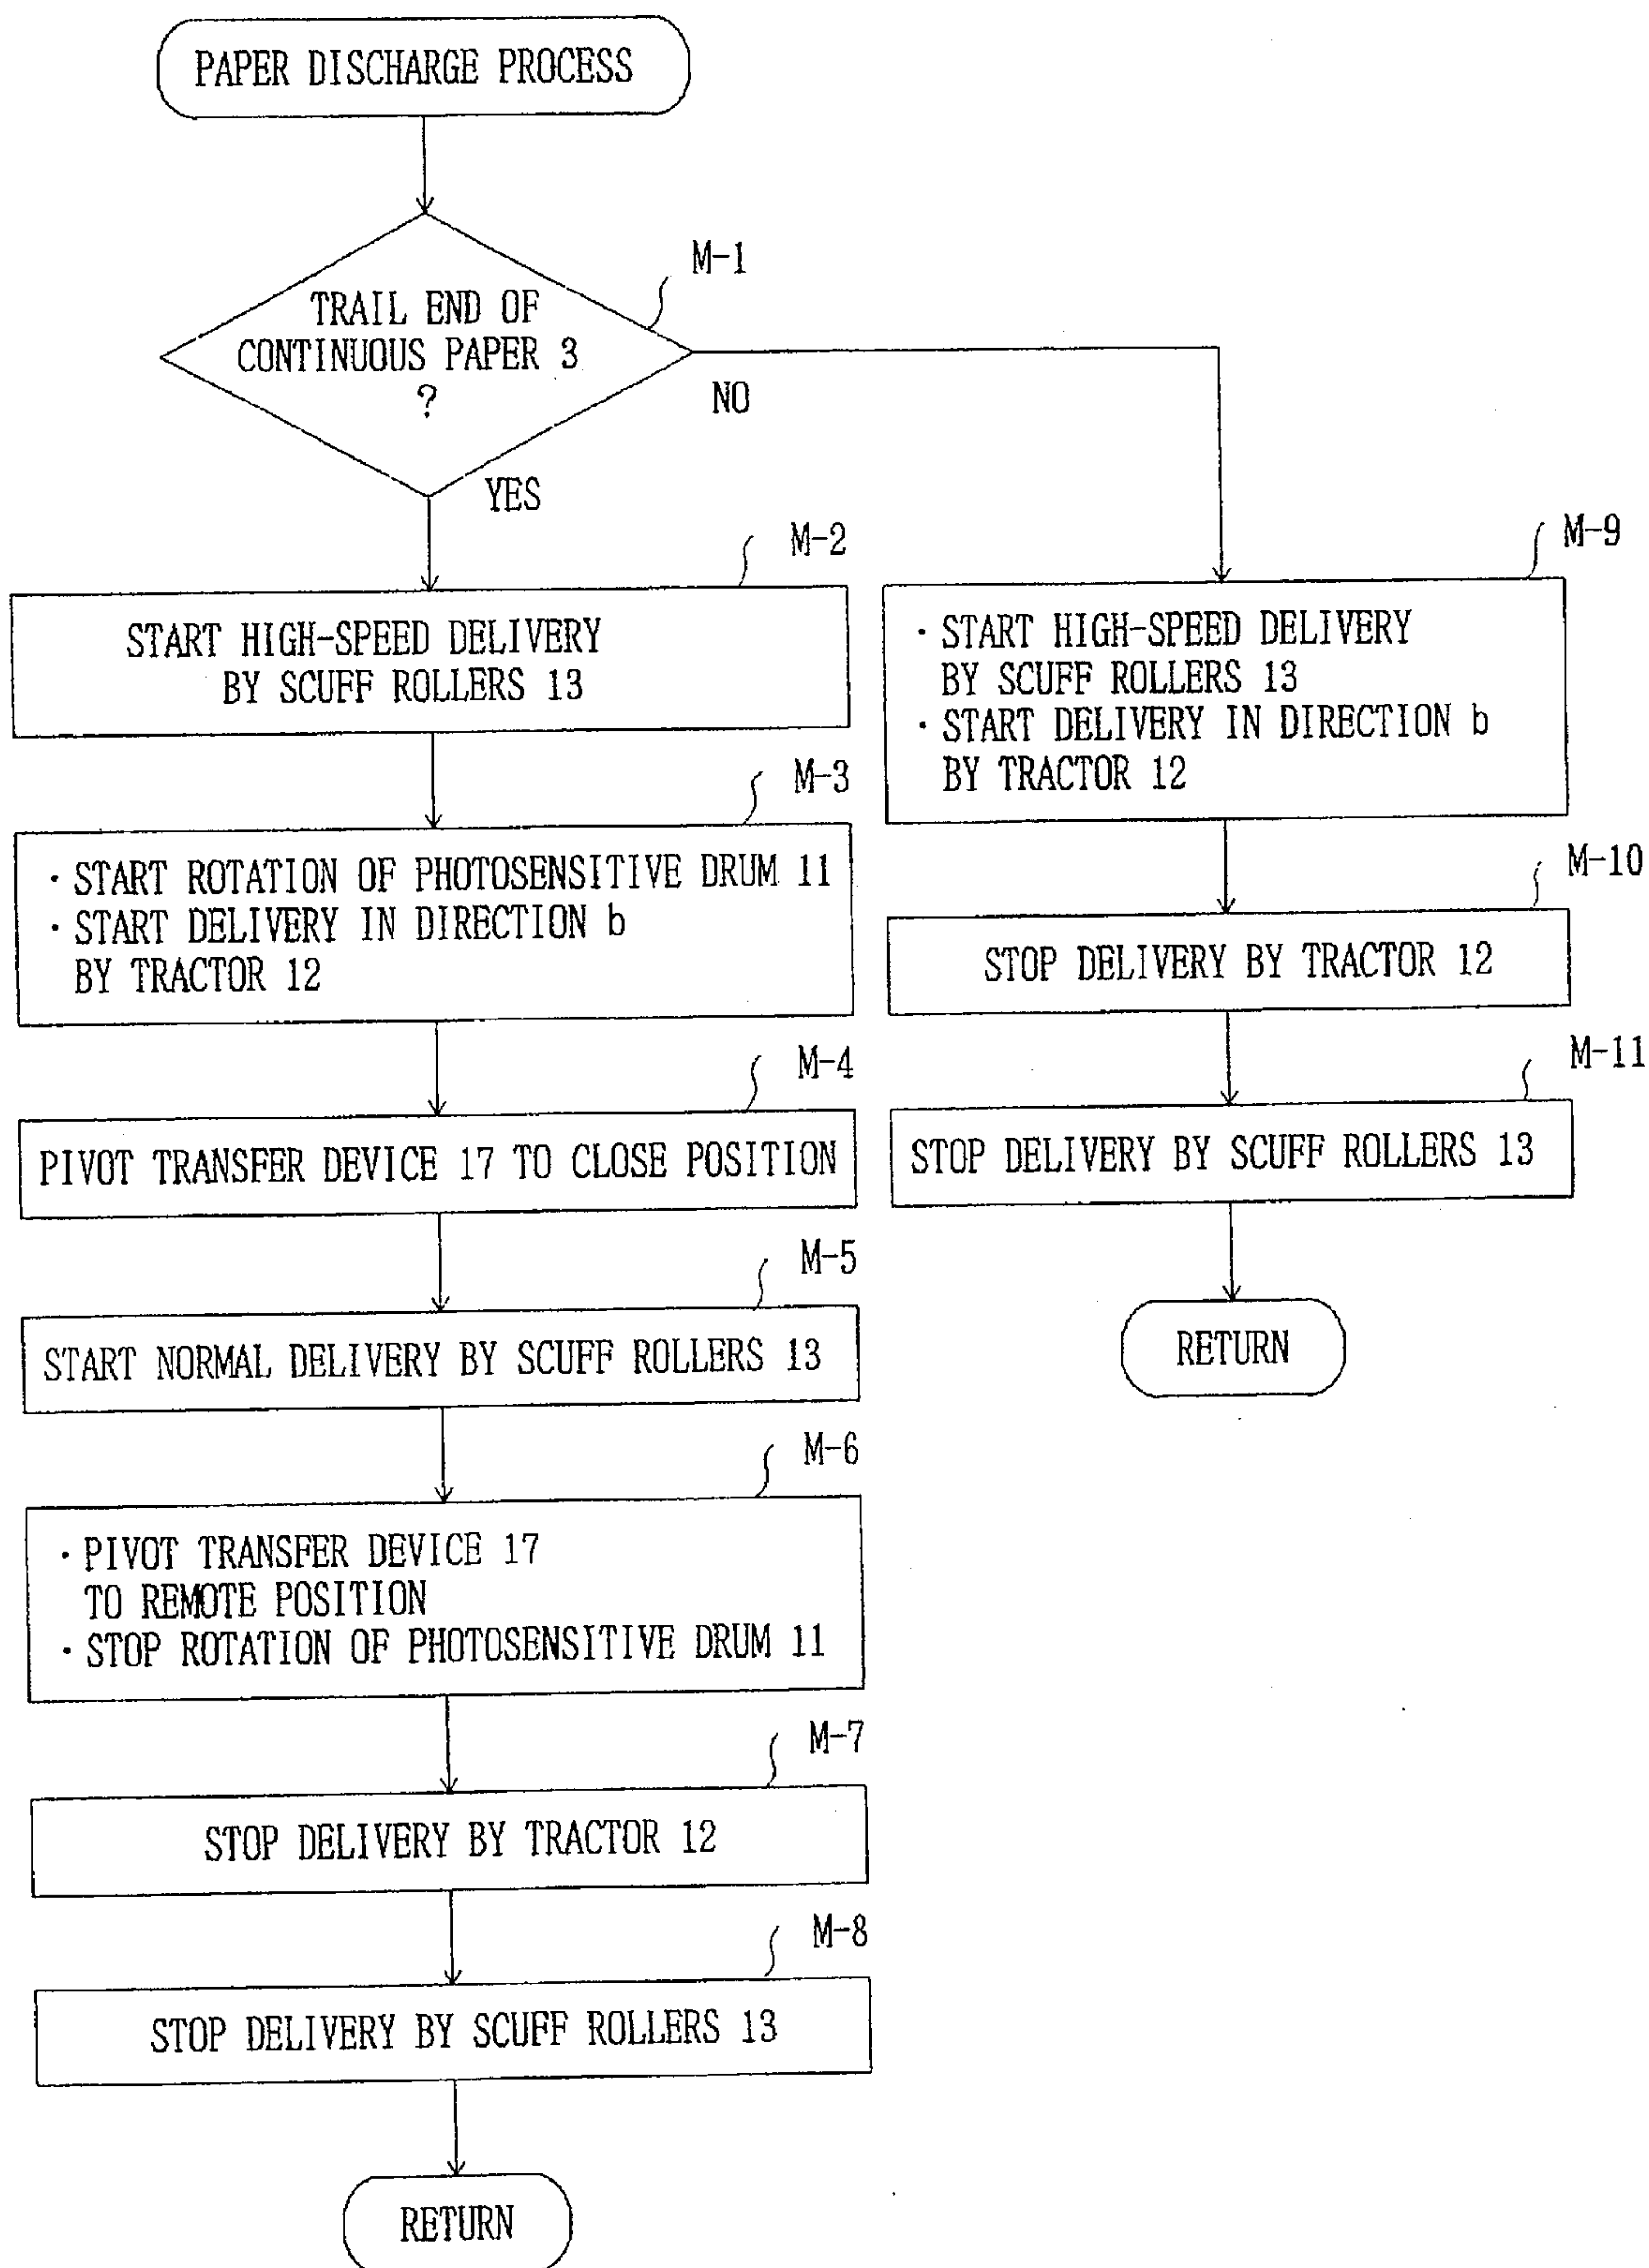 PAPER DISCHARGE PROCESS
M-1
TRAIL END OF
CONTINUOUS PAPER 3
?
NO
YES
M-2
START HIGH-SPEED DELIVERY
BY SCUFF ROLLERS 13
M-3
・START ROTATION OF PHOTOSENSITIVE DRUM 11
・START DELIVERY IN DIRECTION b
BY TRACTOR 12
M-4
PIVOT TRANSFER DEVICE 17 TO CLOSE POSITION
M-5
START NORMAL DELIVERY BY SCUFF ROLLERS 13
M-6
・PIVOT TRANSFER DEVICE 17
TO REMOTE POSITION
・STOP ROTATION OF PHOTOSENSITIVE DRUM 11
M-7
STOP DELIVERY BY TRACTOR 12
M-8
STOP DELIVERY BY SCUFF ROLLERS 13
RETURN
M-9
・START HIGH-SPEED DELIVERY
BY SCUFF ROLLERS 13
・START DELIVERY IN DIRECTION b
BY TRACTOR 12
M-10
STOP DELIVERY BY TRACTOR 12
M-11
STOP DELIVERY BY SCUFF ROLLERS 13
RETURN